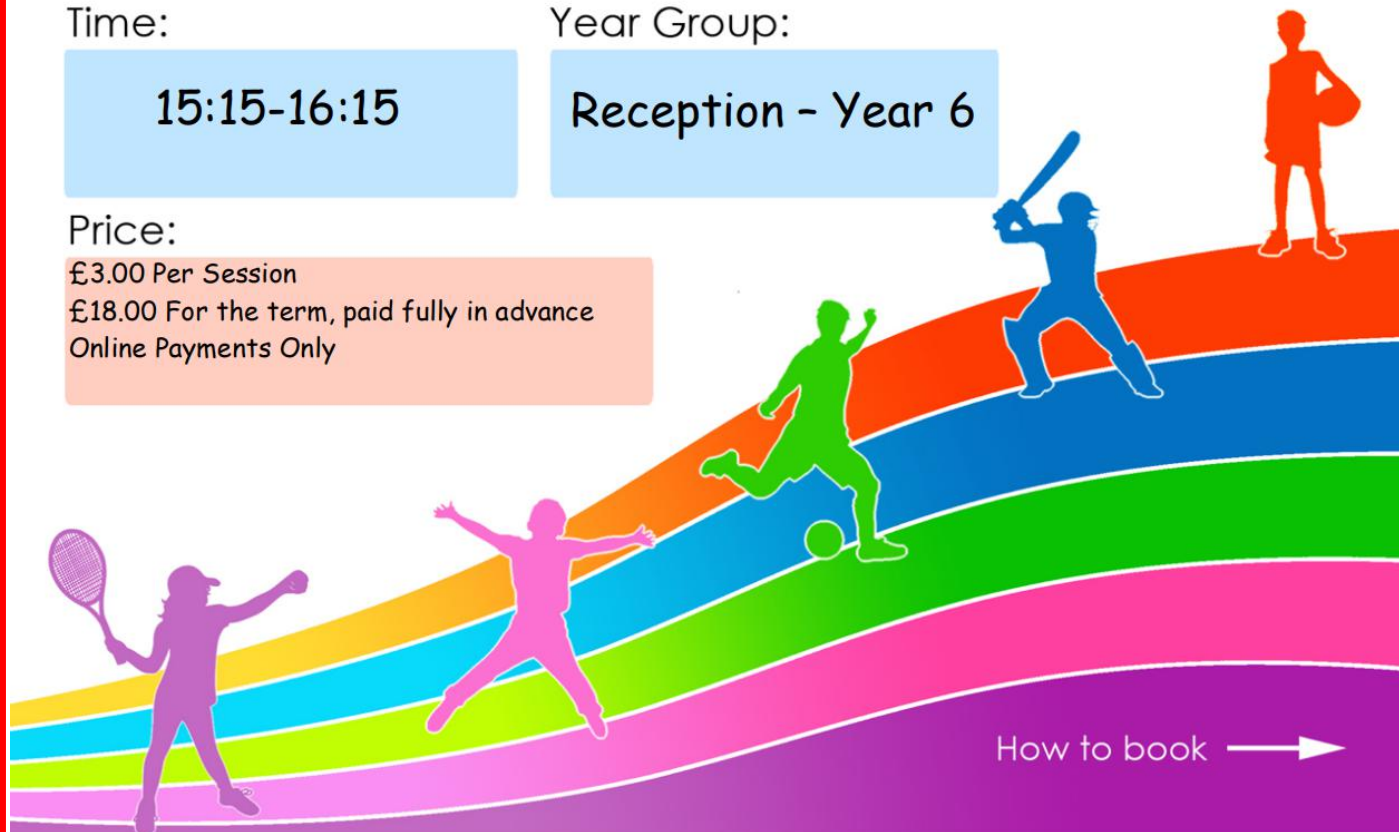 Time:
Year Group:
15:15-16:15
Reception – Year 6
Price:
£3.00 Per Session
£18.00 For the term, paid fully in advance
Online Payments Only
How to book